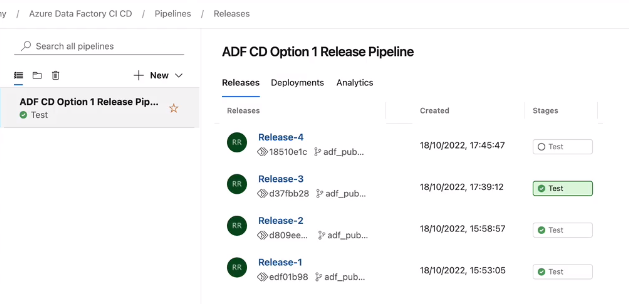 ny / Azure Data Factory CI CD / Pipelines / Releases
Search all pipelines
New
ADF CD Option 1 Release Pip...
Test
ADF CD Option 1 Release Pipeline
Releases Deployments Analytics
Releases Created Stages
RR Release-4 18/10/2022, 17:45:47 Test
18510e1c adf_pub...
RR Release-3 18/10/2022, 17:39:12 Test
d37fbb28 adf_pub...
RR Release-2 18/10/2022, 15:58:57 Test
d809ee... adf_pub...
RR Release-1 18/10/2022, 15:53:05 Test
edf01b98 adf_pub...